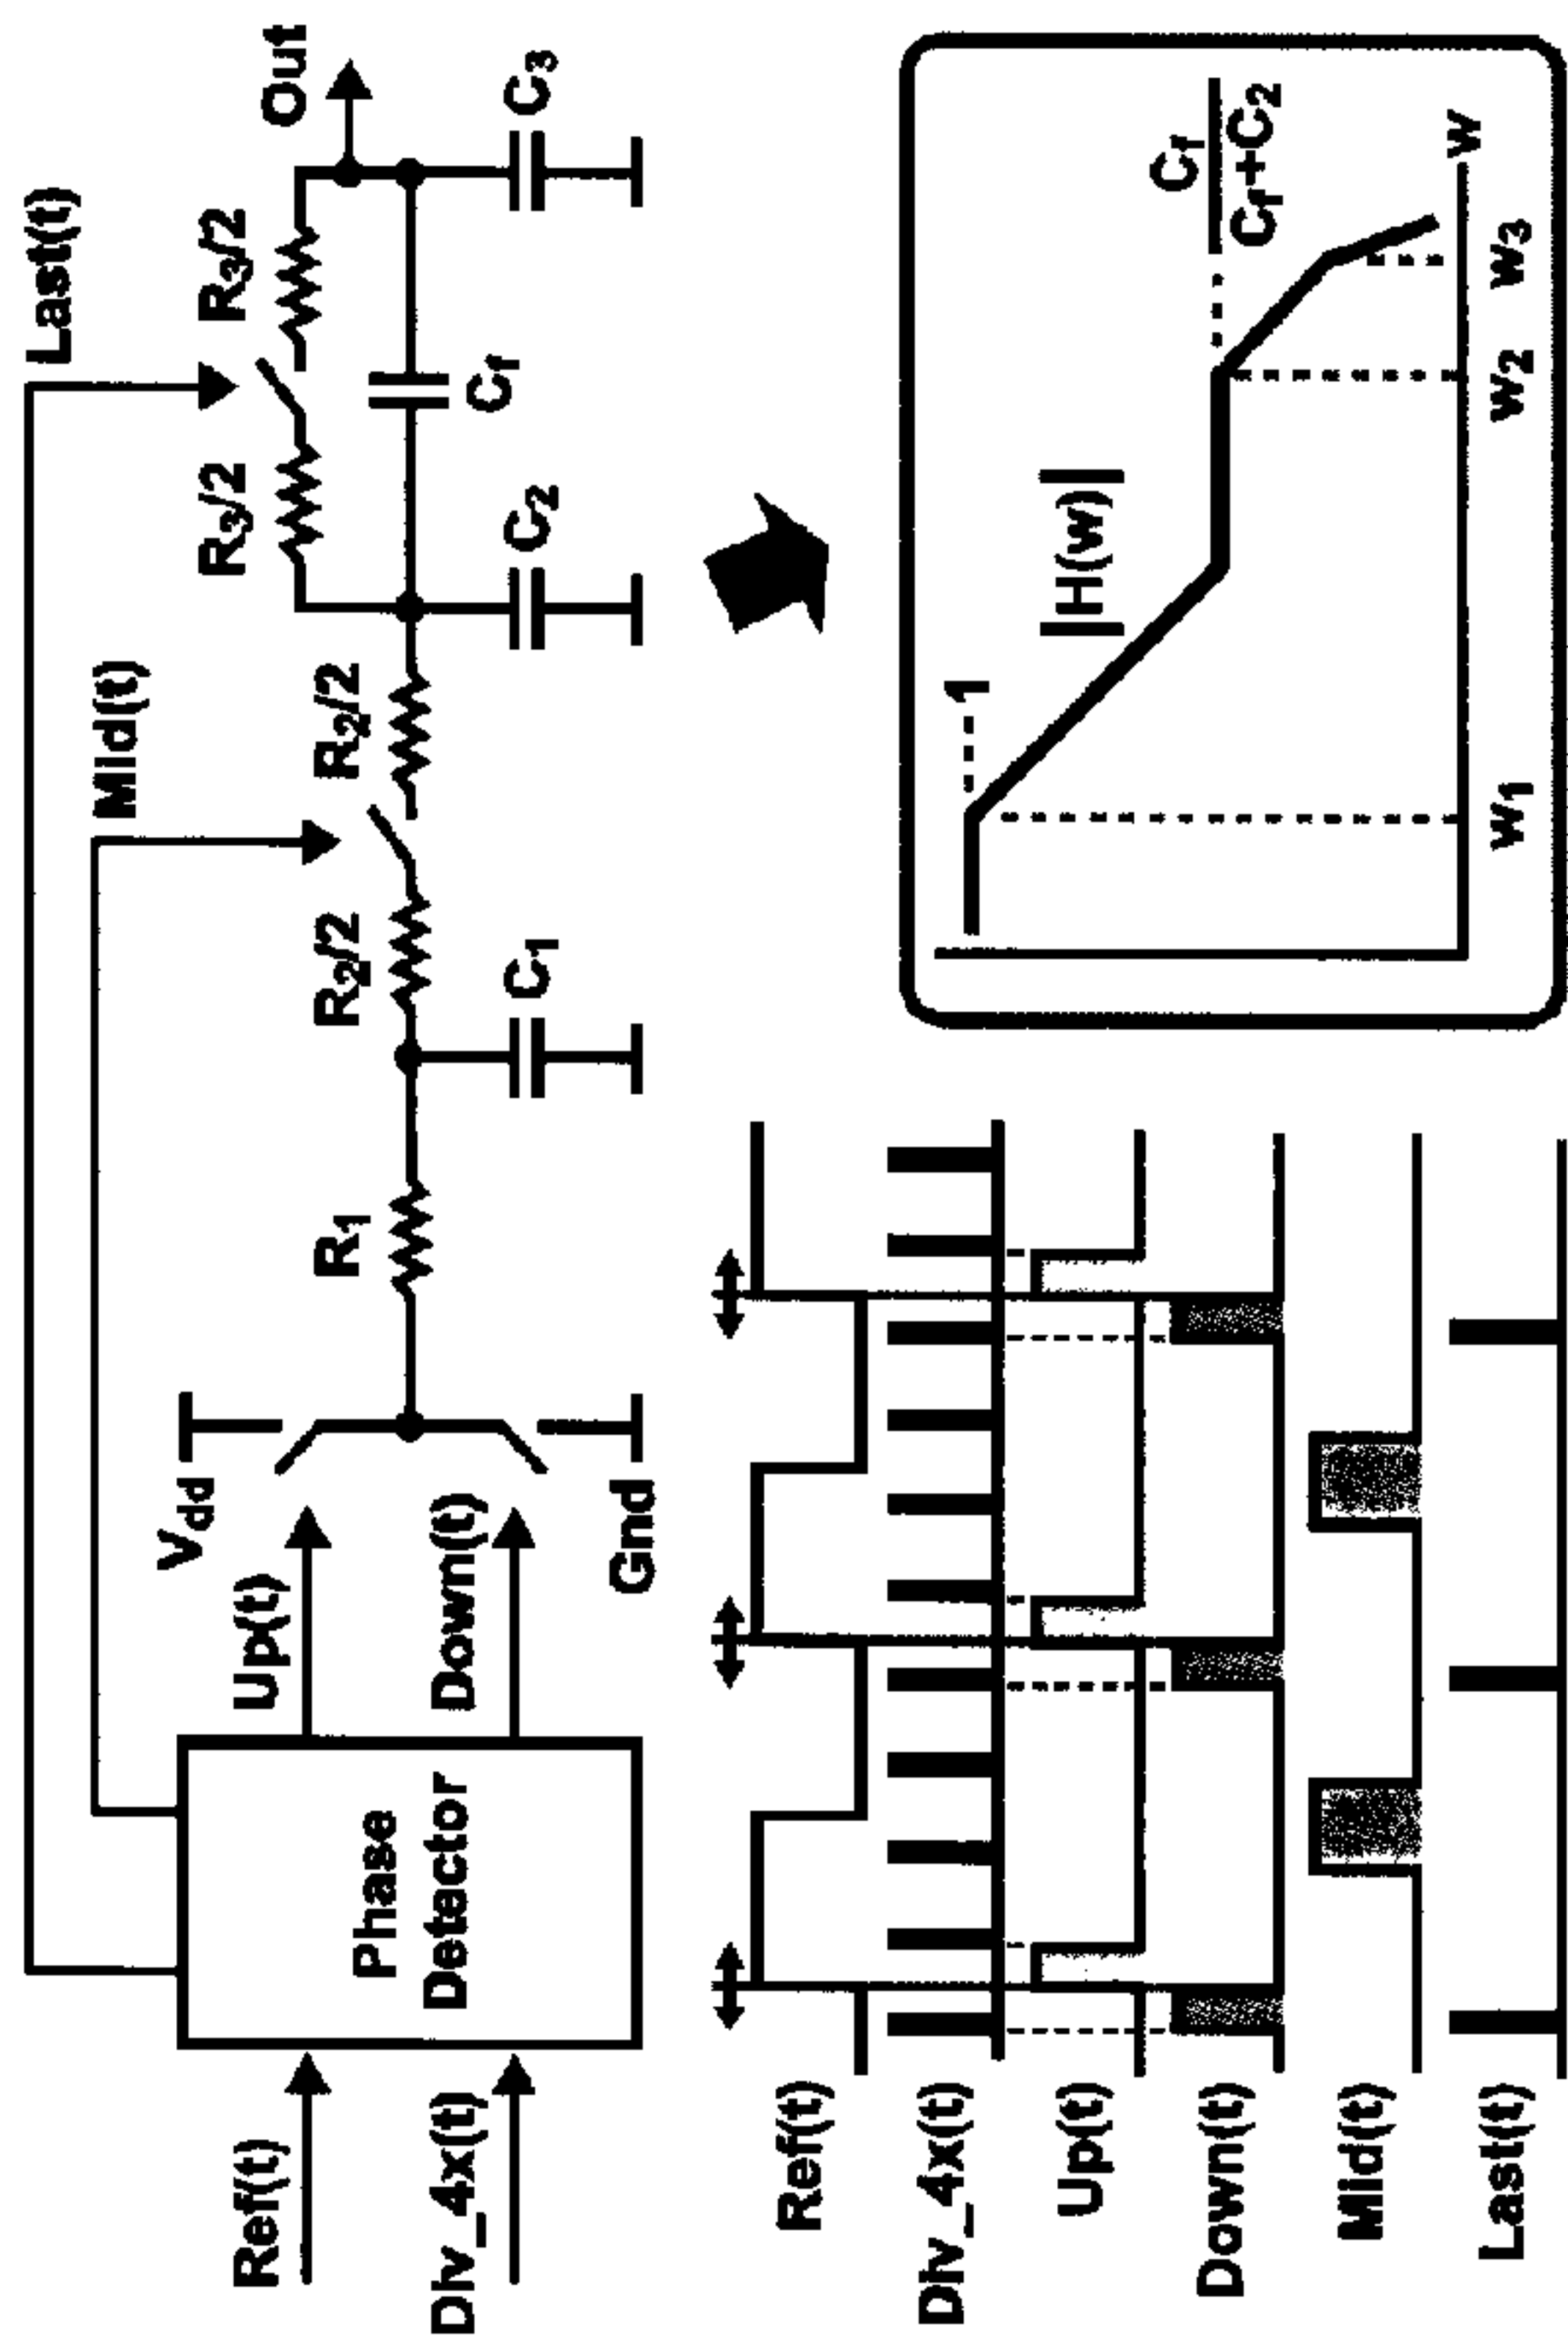 Last(t)
Mid(t)
Ref(t)
Div_4x(t)
Phase
Detector
Up(t)
Down(t)
Vdd
Gnd
R1
C1
R2/2
R2/2
C2
R3/2
R3/2
Cf
C3
Out
Ref(t)
Div_4x(t)
Up(t)
Down(t)
Mid(t)
Last(t)
1
|H(w)|
Cf
Cf+C2
w
w1
w2
w3